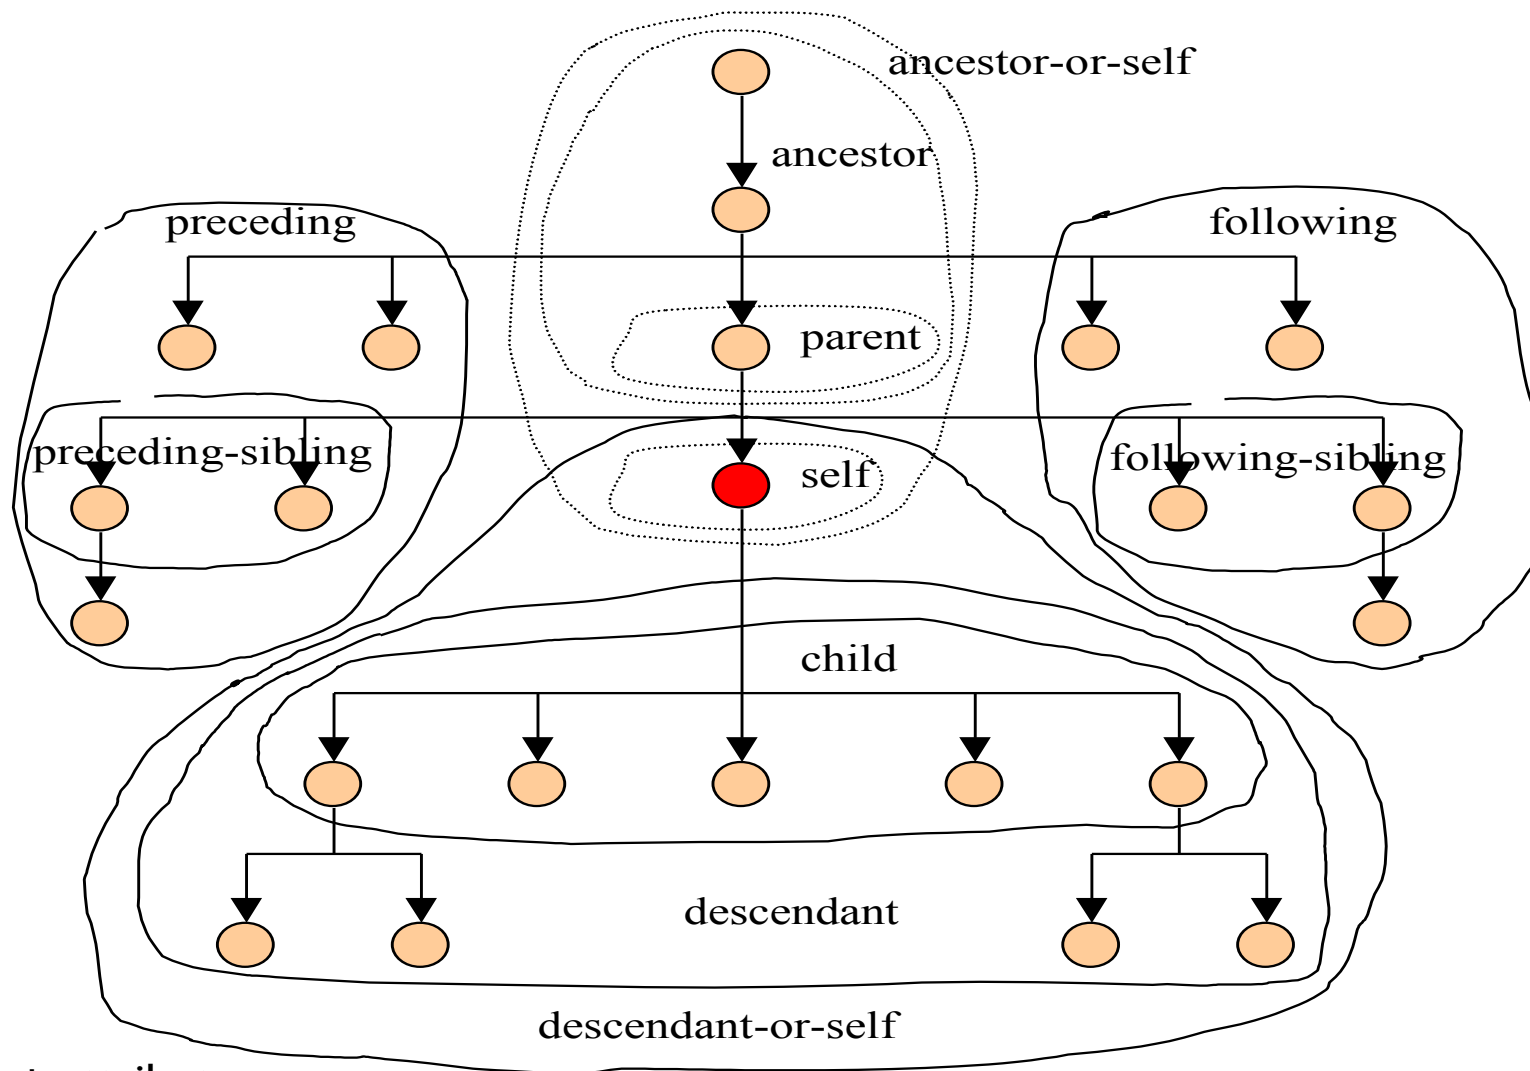 ancestor-or-self
ancestor
preceding
following
parent
preceding-sibling
self
following-sibling
child
descendant
descendant-or-self